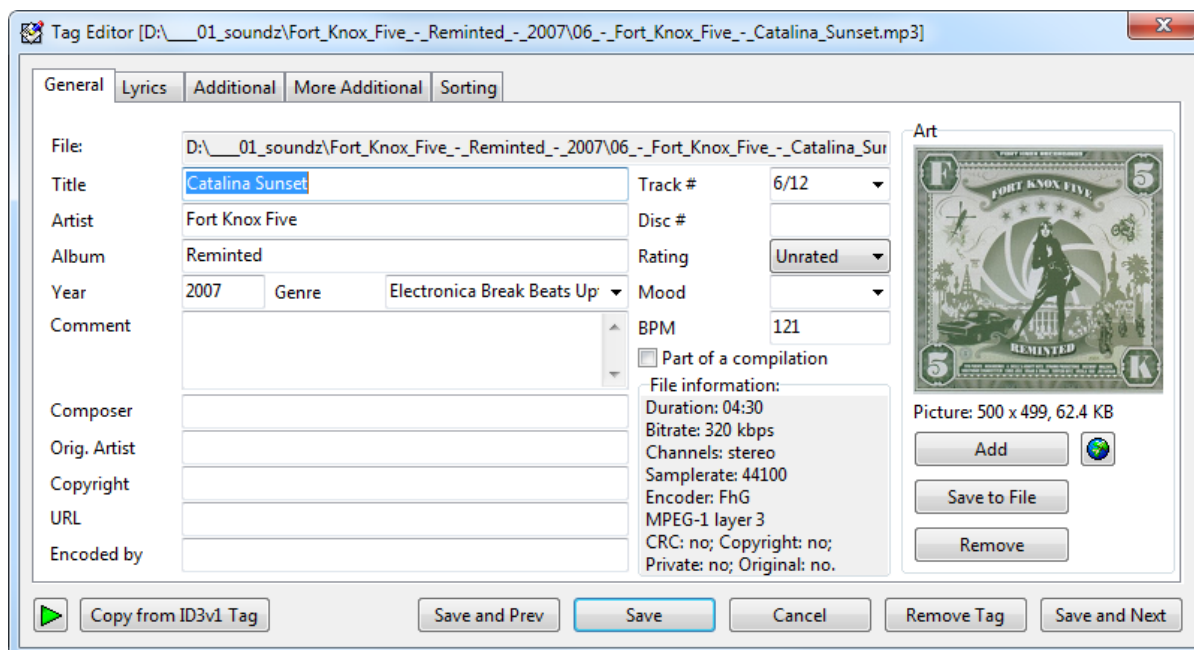 Tag Editor [D:\___01_soundz\Fort_Knox_Five_-_Reminted_-_2007\06_-_Fort_Knox_Five_-_Catalina_Sunset.mp3]
General Lyrics Additional More Additional Sorting
File: D:\___01_soundz\Fort_Knox_Five_-_Reminted_-_2007\06_-_Fort_Knox_Five_-_Catalina_Sur
Title Catalina Sunset
Artist Fort Knox Five
Album Reminted
Year 2007 Genre Electronica Break Beats Up
Comment
Composer
Orig. Artist
Copyright
URL
Encoded by
Track # 6/12
Disc #
Rating Unrated
Mood
BPM 121
Part of a compilation
File information:
Duration: 04:30
Bitrate: 320 kbps
Channels: stereo
Samplerate: 44100
Encoder: FhG
MPEG-1 layer 3
CRC: no; Copyright: no;
Private: no; Original: no.
Art
F 5
FORT KNOX FIVE
REMINTED
5 K
Picture: 500 x 499, 62.4 KB
Add
Save to File
Remove
Copy from ID3v1 Tag Save and Prev Save Cancel Remove Tag Save and Next